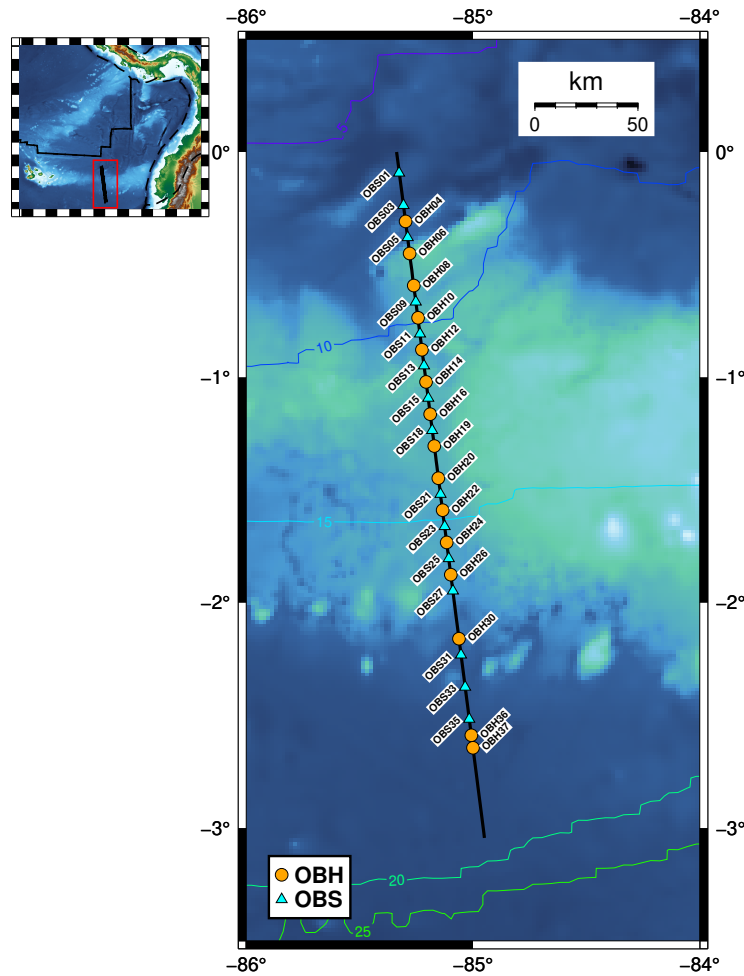 −86°
−85°
−84°
km
0
50
5
0°
0°
OBS01
OBS03
OBH04
OBS05
OBH06
OBH08
OBS09
OBH10
OBS11
OBH12
10
−1°
−1°
OBS13
OBH14
OBS15
OBH16
OBS18
OBH19
OBH20
OBS21
OBH22
15
OBS23
OBH24
OBS25
OBH26
OBS27
−2°
−2°
OBH30
OBS31
OBS33
OBS35
OBH36
OBH37
−3°
−3°
20
25
OBH
OBS
−86°
−85°
−84°